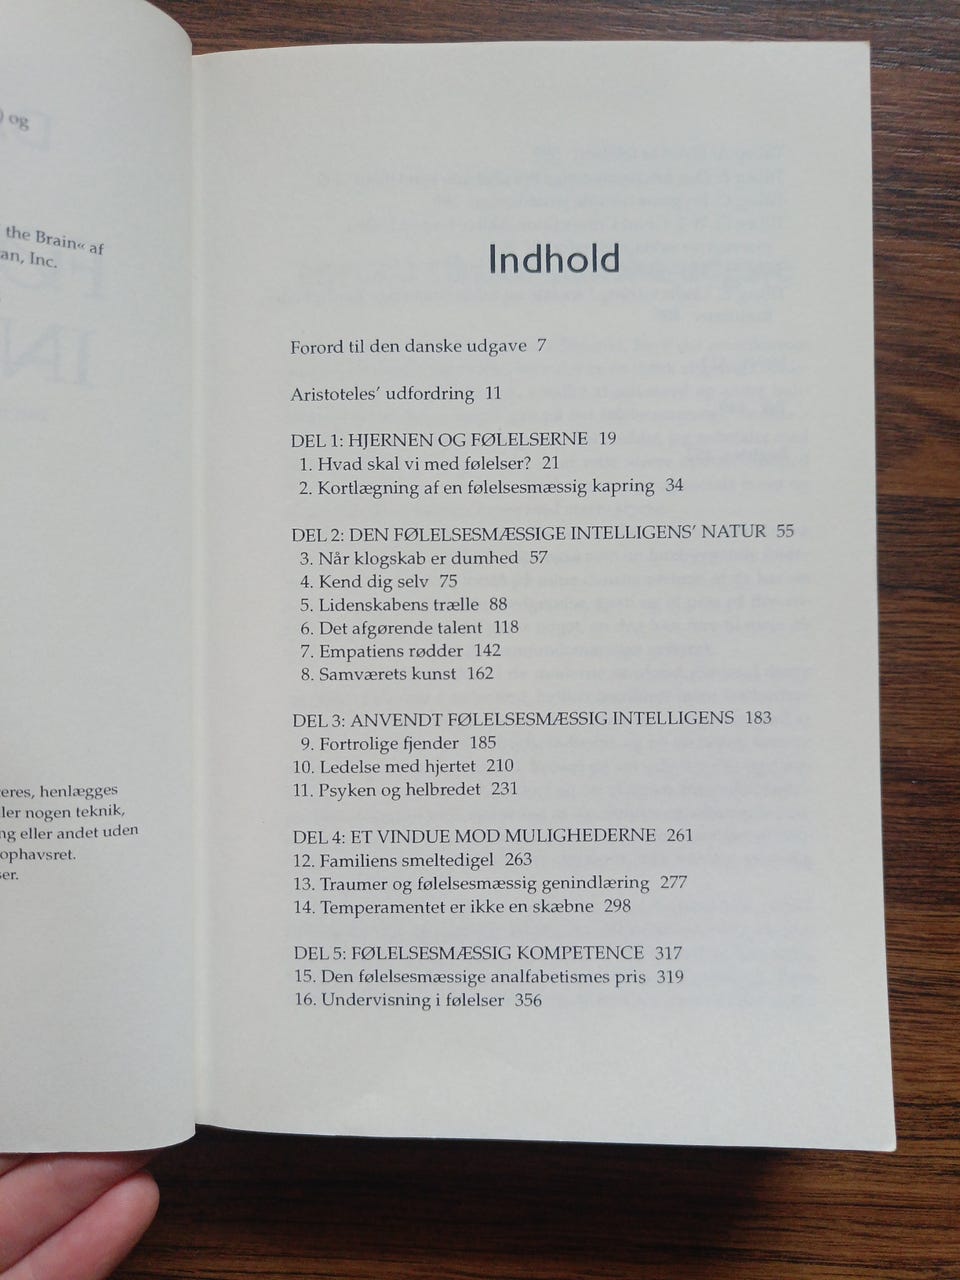 og
the Brain« af
an, Inc.
eres, henlægges
ler nogen teknik,
ng eller andet uden
ophavsret.
ser.
Indhold
Forord til den danske udgave 7
Aristoteles’ udfordring 11
DEL 1: HJERNEN OG FØLELSERNE 19
1. Hvad skal vi med følelser? 21
2. Kortlægning af en følelsesmæssig kapring 34
DEL 2: DEN FØLELSESMÆSSIGE INTELLIGENS’ NATUR 55
3. Når klogskab er dumhed 57
4. Kend dig selv 75
5. Lidenskabens trælle 88
6. Det afgørende talent 118
7. Empatiens rødder 142
8. Samværets kunst 162
DEL 3: ANVENDT FØLELSESMÆSSIG INTELLIGENS 183
9. Fortrolige fjender 185
10. Ledelse med hjertet 210
11. Psyken og helbredet 231
DEL 4: ET VINDUE MOD MULIGHEDERNE 261
12. Familiens smeltedigel 263
13. Traumer og følelsesmæssig genindlæring 277
14. Temperamentet er ikke en skæbne 298
DEL 5: FØLELSESMÆSSIG KOMPETENCE 317
15. Den følelsesmæssige analfabetismes pris 319
16. Undervisning i følelser 356